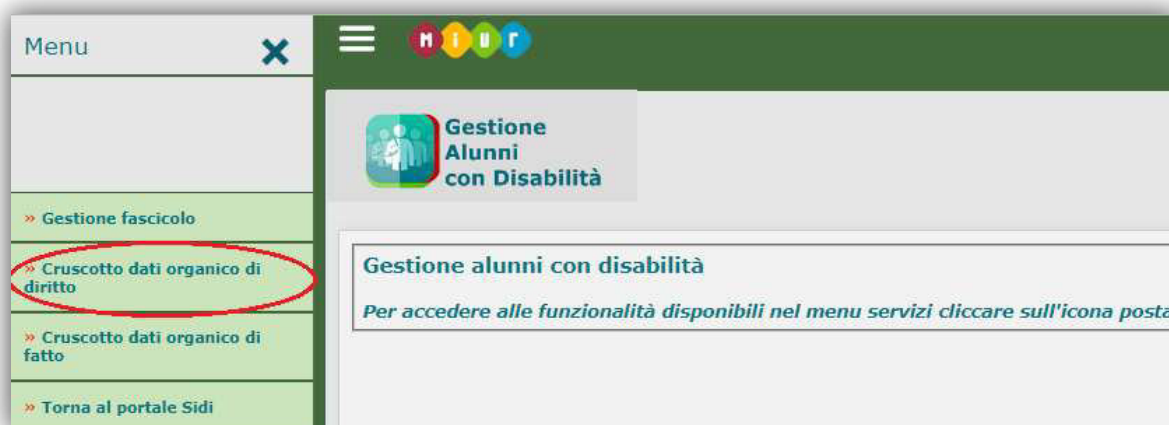 Menu
MIUr
Gestione
Alunni
con Disabilità
» Gestione fascicolo
» Cruscotto dati organico di
diritto
» Cruscotto dati organico di
fatto
» Torna al portale Sidi
Gestione alunni con disabilità
Per accedere alle funzionalità disponibili nel menu servizi cliccare sull'icona posta